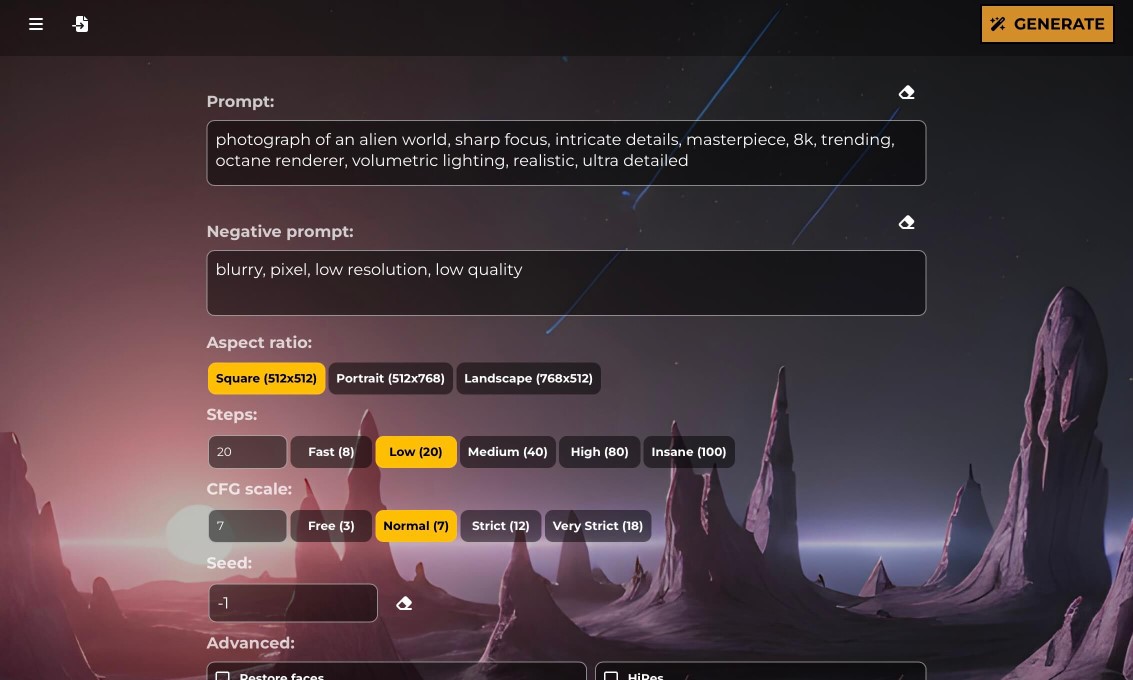 GENERATE
Prompt:
photograph of an alien world, sharp focus, intricate details, masterpiece, 8k, trending,
octane renderer, volumetric lighting, realistic, ultra detailed
Negative prompt:
blurry, pixel, low resolution, low quality
Aspect ratio:
Square (512x512) Portrait (512x768) Landscape (768x512)
Steps:
20 Fast (8) Low (20) Medium (40) High (80) Insane (100)
CFG scale:
7 Free (3) Normal (7) Strict (12) Very Strict (18)
Seed:
-1
Advanced:
Restore faces HiRes